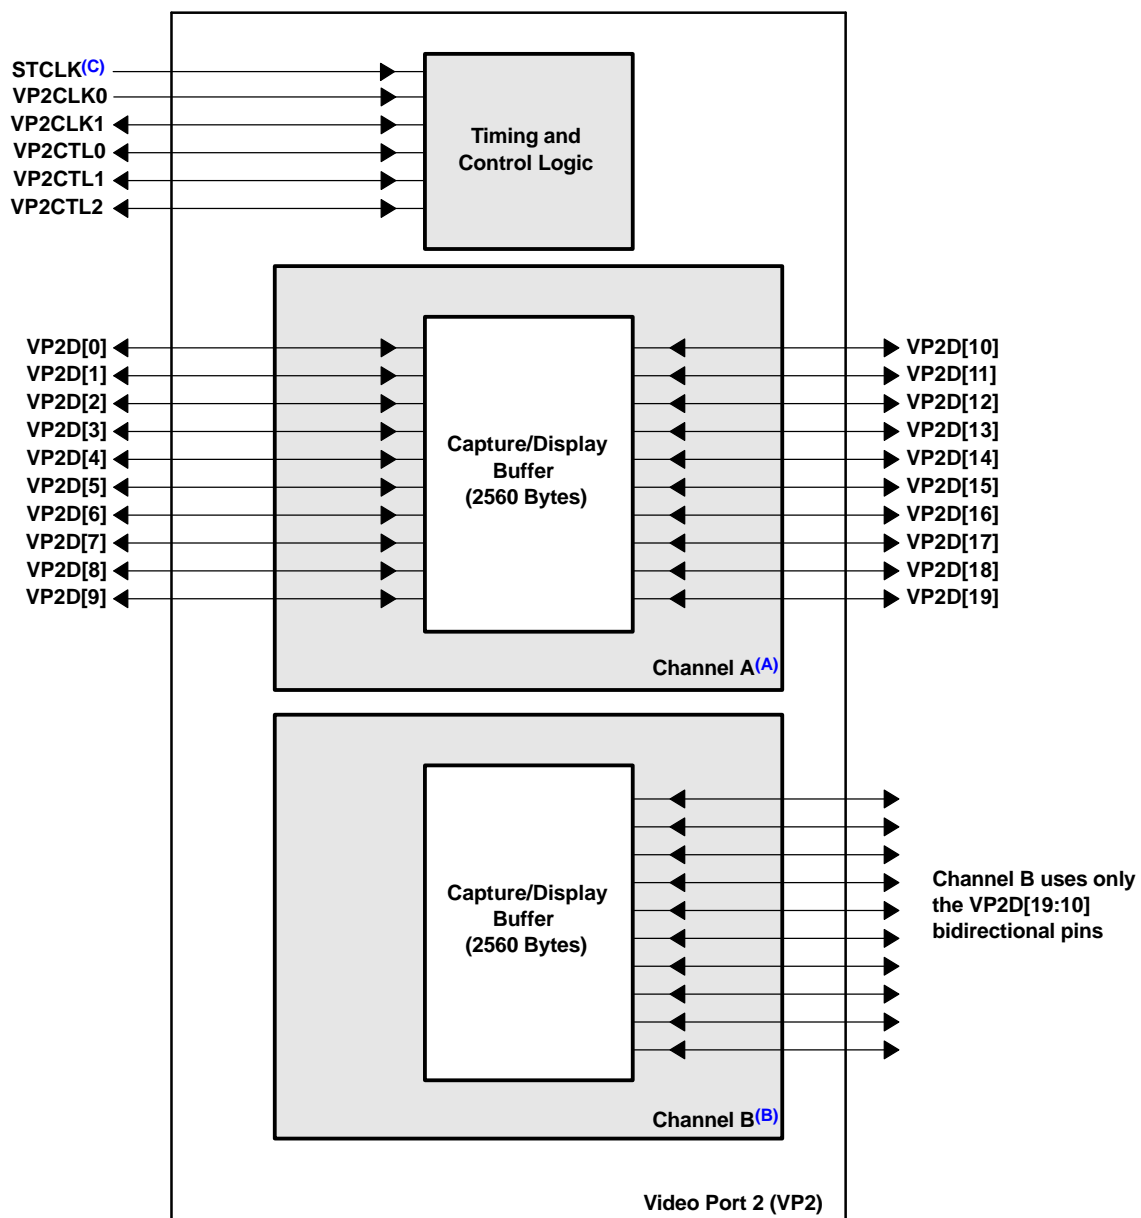 STCLK(C)
VP2CLK0
VP2CLK1
VP2CTL0
VP2CTL1
VP2CTL2
Timing and
Control Logic
VP2D[0]
VP2D[1]
VP2D[2]
VP2D[3]
VP2D[4]
VP2D[5]
VP2D[6]
VP2D[7]
VP2D[8]
VP2D[9]
Capture/Display
Buffer
(2560 Bytes)
VP2D[10]
VP2D[11]
VP2D[12]
VP2D[13]
VP2D[14]
VP2D[15]
VP2D[16]
VP2D[17]
VP2D[18]
VP2D[19]
Channel A(A)
Capture/Display
Buffer
(2560 Bytes)
Channel B uses only
the VP2D[19:10]
bidirectional pins
Channel B(B)
Video Port 2 (VP2)